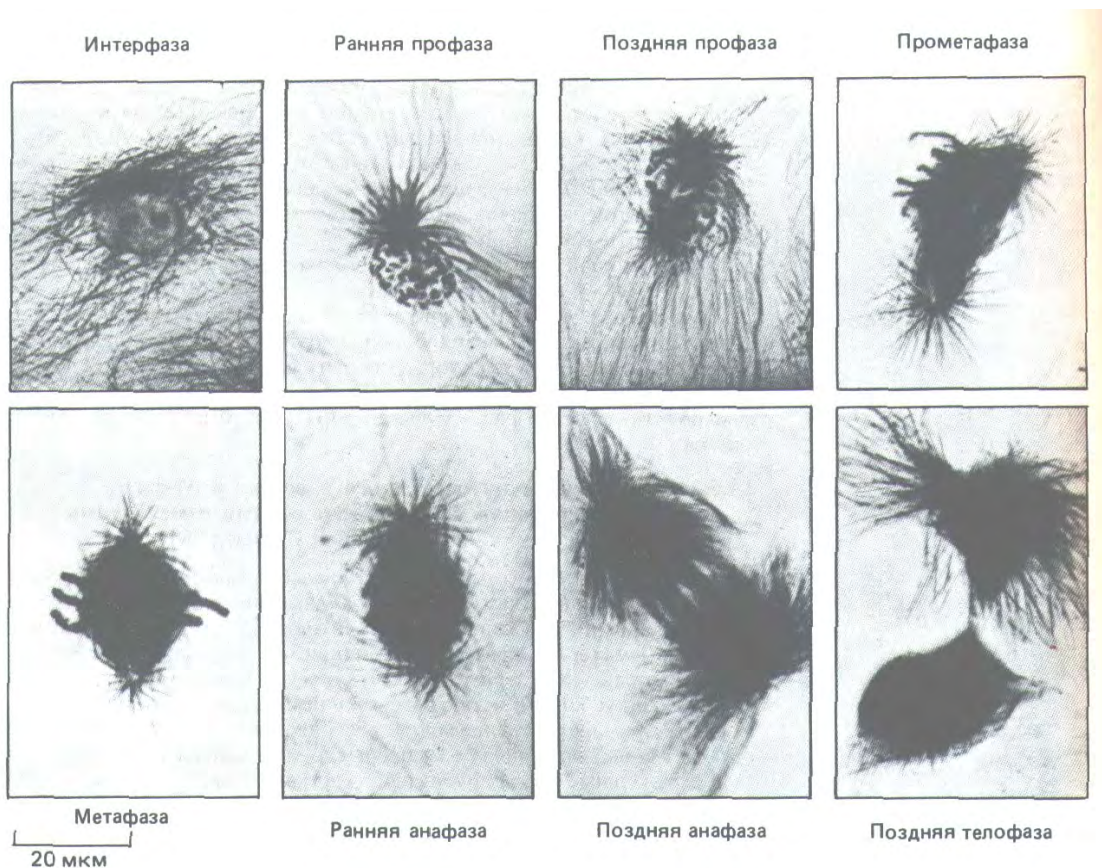 Интерфаза
Ранняя профаза
Поздняя профаза
Прометафаза
Метафаза
Ранняя анафаза
Поздняя анафаза
Поздняя телофаза
20 мкм